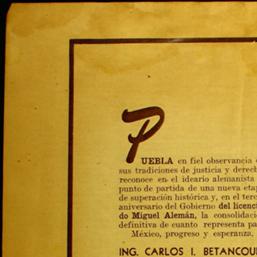 PUEBLA en fiel observancia
sus tradiciones de justicia y derech
reconoce en el ideario alemanista
punto de partida de una nueva etap
de superación histórica y, en el terc
aniversario del Gobierno del licenc
do Miguel Alemán, la consolidació
definitiva de cuanto representa pa
México, progreso y esperanza.
ING. CARLOS I. BETANCOU